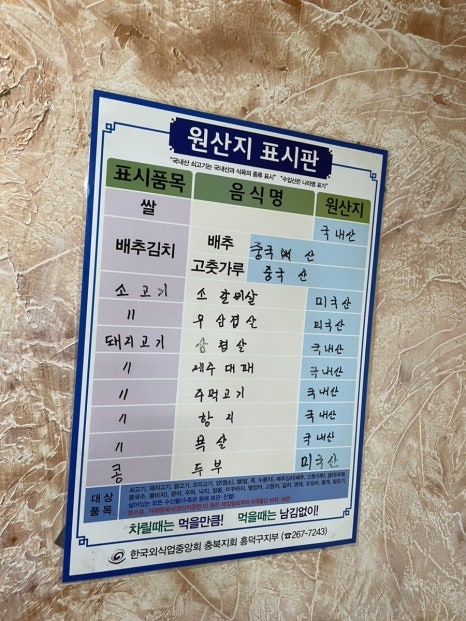 원산지 표시판
"국내산 쇠고기는 국내산과 식육의 종류 표시" "수입산은 나라명 표기"
표시품목 음식명 원산지
쌀 국내산
배추김치 배추 중국 산
고춧가루 중국 산
소고기 소 갈비살 미국산
〃 우삼겹살 미국산
돼지고기 삼겹살 국내산
〃 제주대패 국내산
〃 주먹고기 국내산
〃 항지 국내산
〃 목살 국내산
콩 두부 미국산
대상
품목
차릴때는 먹을만큼! 먹을때는 남김없이!
한국외식업중앙회 충북지회 흥덕구지부 (☎267-7243)